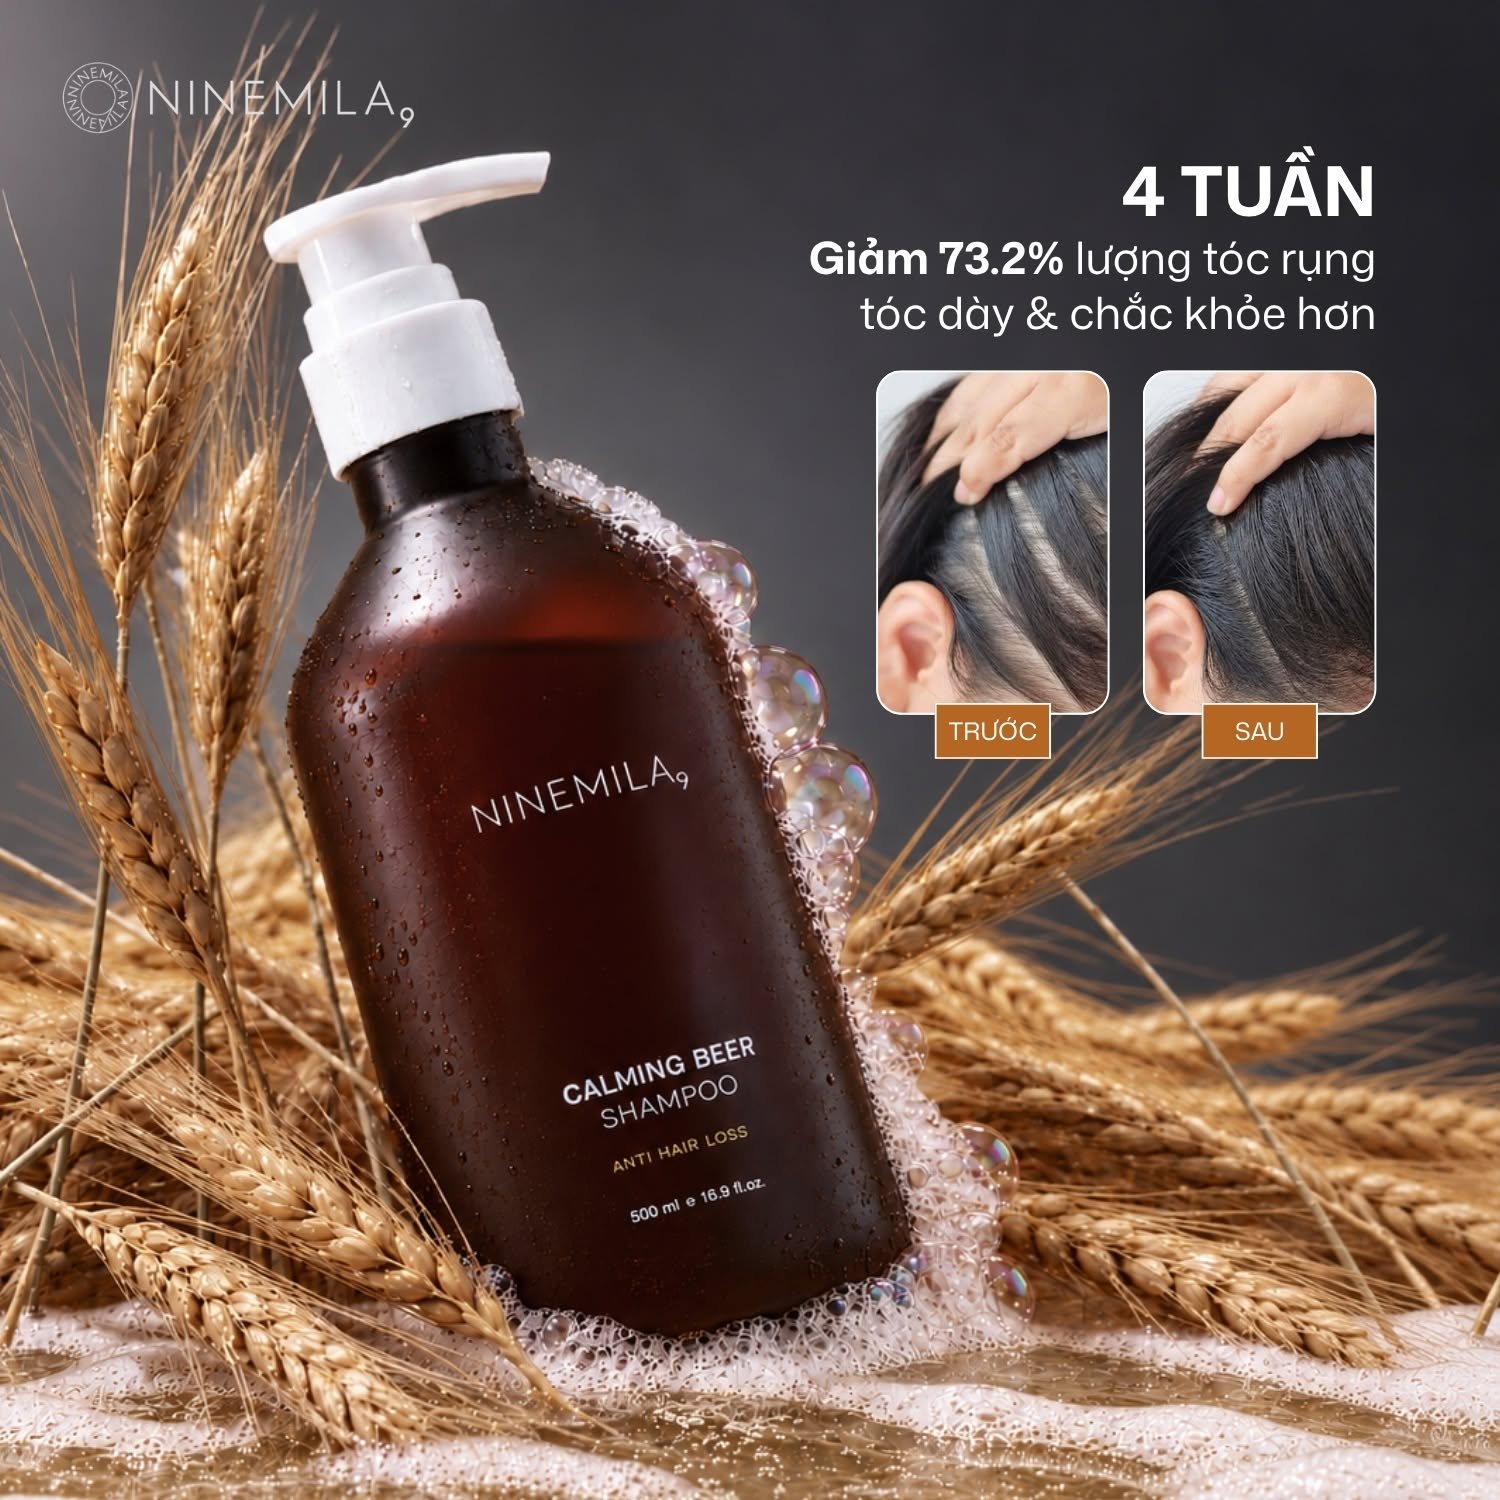 NINEMILA9
4 TUẦN
Giảm 73.2% lượng tóc rụng
tóc dày & chắc khỏe hơn
TRƯỚC
SAU
NINEMILA9
CALMING BEER
SHAMPOO
ANTI HAIR LOSS
500 ml e 16.9 fl.oz.